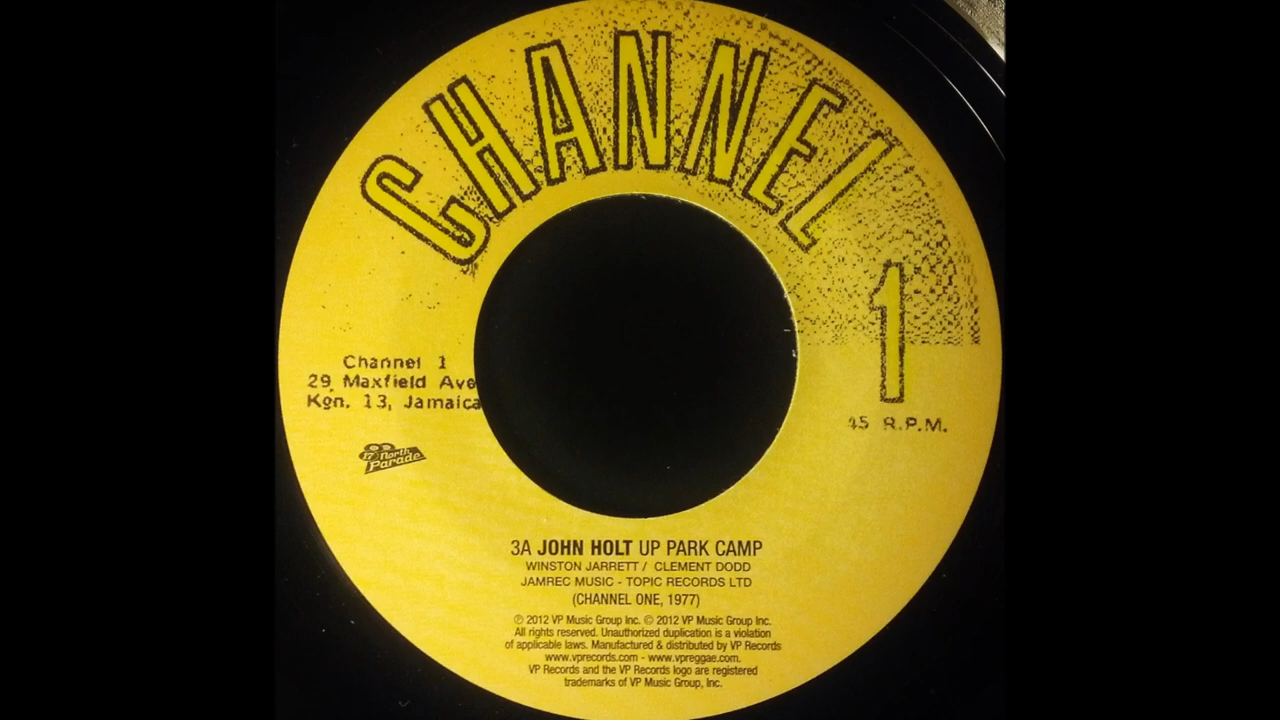 CHANNEL
1
Channel 1
29, Maxfield Ave
Kgn. 13, Jamaica
45 R.P.M.
17 North
Parade
3A JOHN HOLT UP PARK CAMP
WINSTON JARRETT / CLEMENT DODD
JAMREC MUSIC - TOPIC RECORDS LTD
(CHANNEL ONE, 1977)
℗ 2012 VP Music Group Inc. © 2012 VP Music Group Inc.
All rights reserved. Unauthorized duplication is a violation
of applicable laws. Manufactured & distributed by VP Records
www.vprecords.com - www.vpreggae.com.
VP Records and the VP Records logo are registered
trademarks of VP Music Group, Inc.